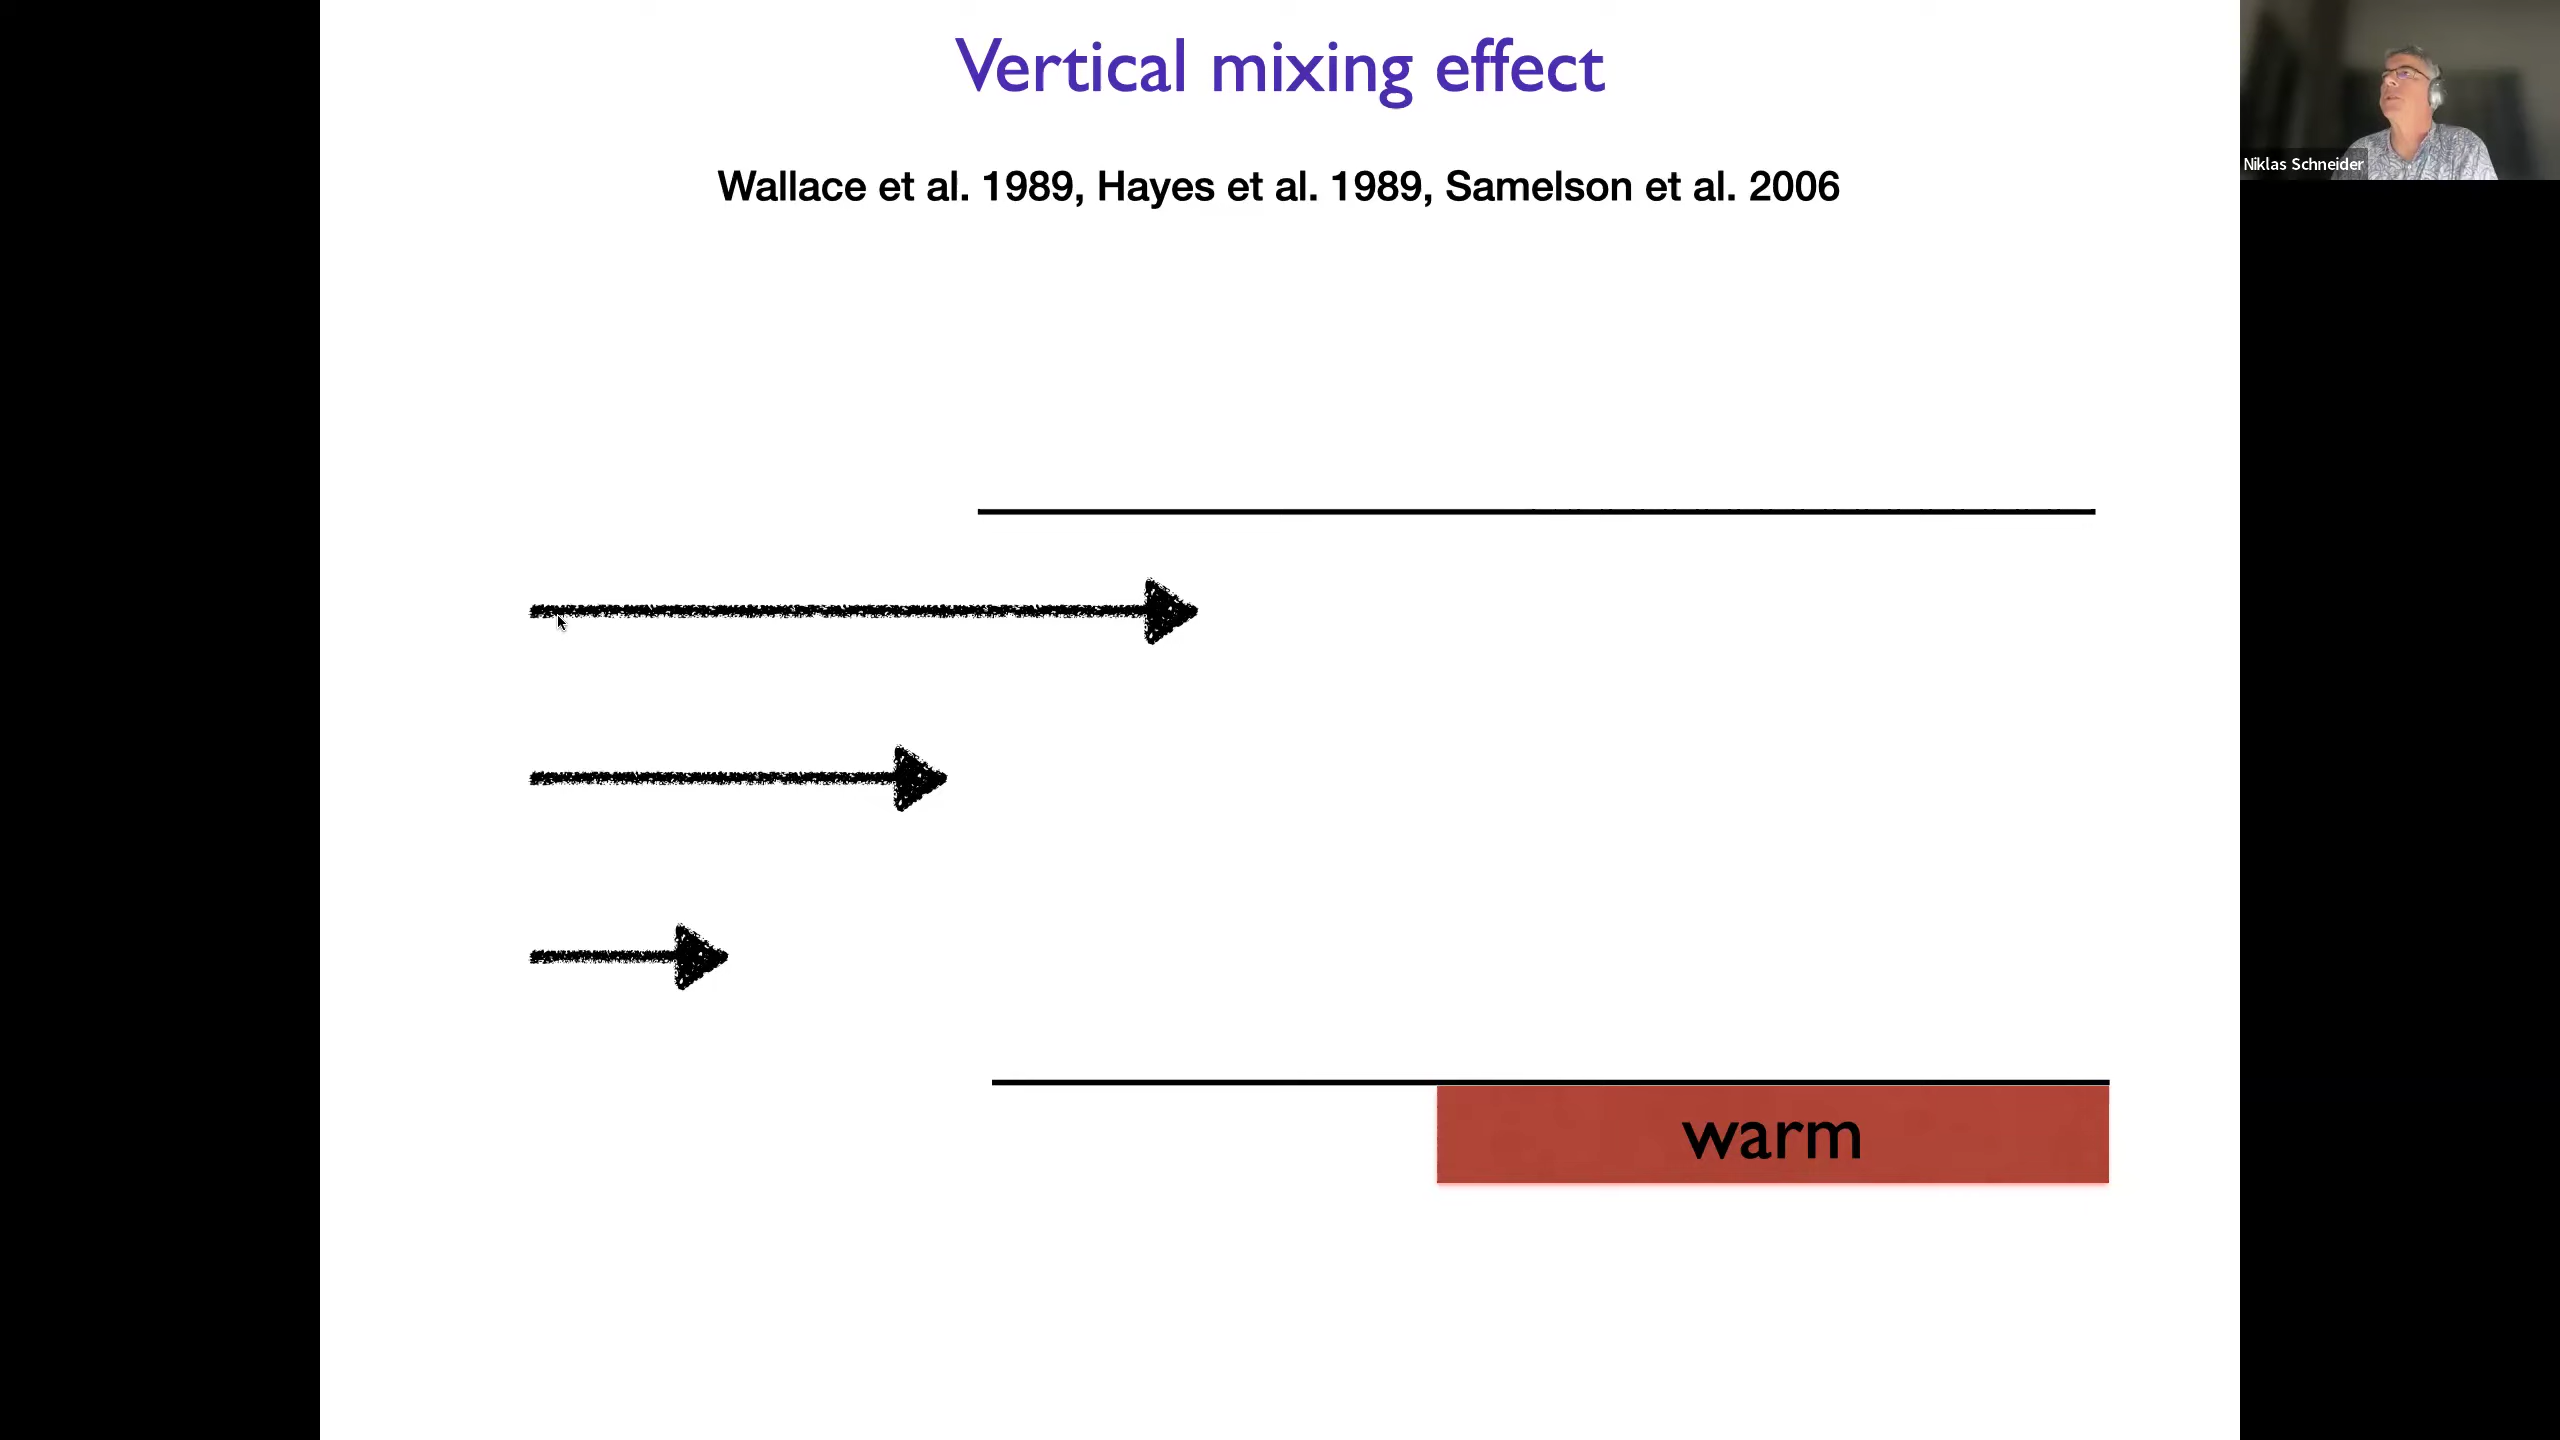 Vertical mixing effect
Niklas Schneider
Wallace et al. 1989, Hayes et al. 1989, Samelson et al. 2006
warm